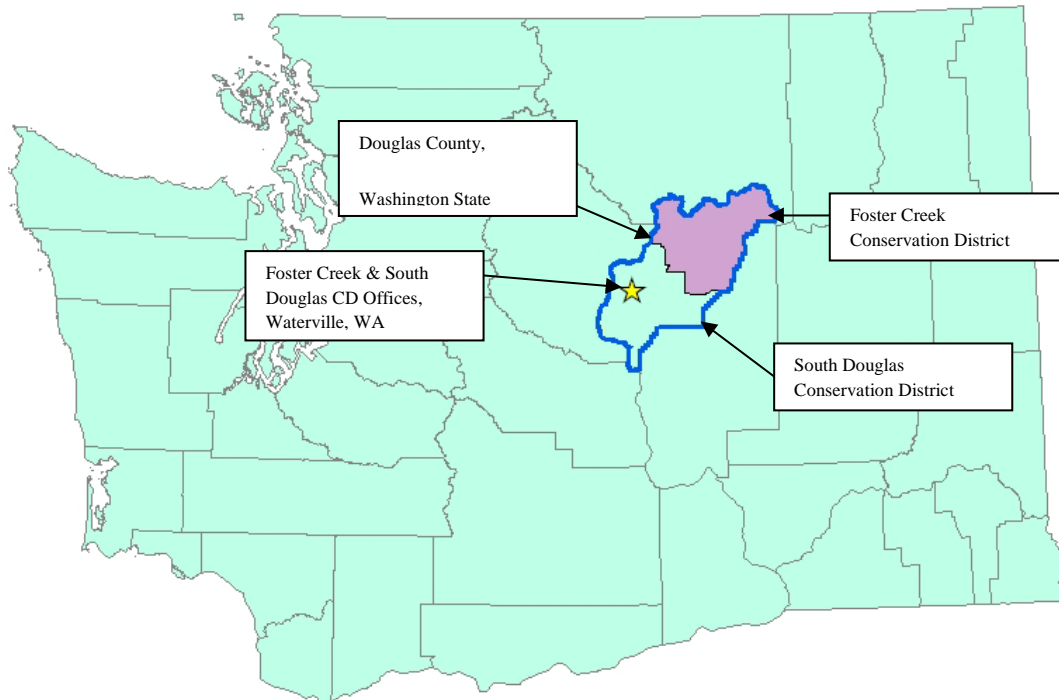 Douglas County,
Washington State
Foster Creek
Conservation District
Foster Creek & South
Douglas CD Offices,
Waterville, WA
South Douglas
Conservation District